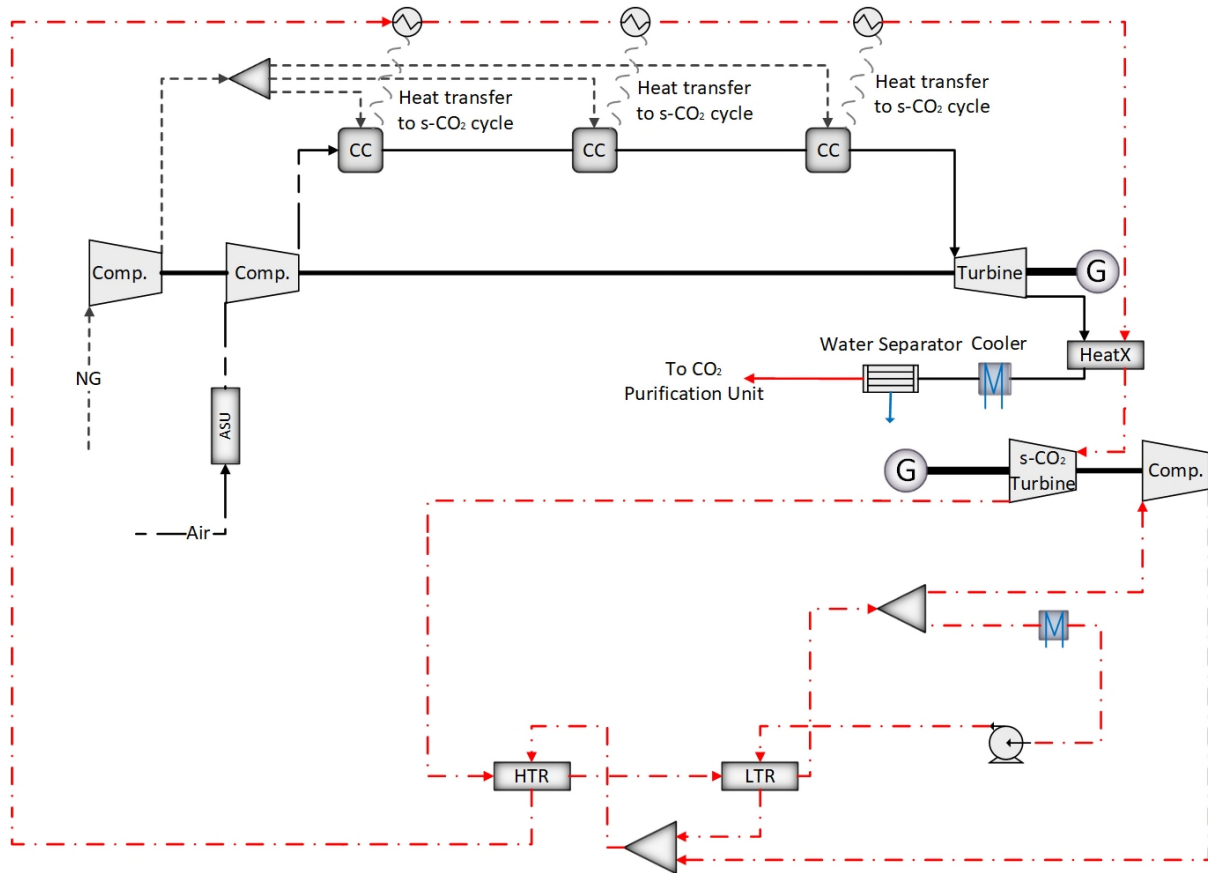 Heat transfer
to s-CO₂ cycle
Heat transfer
to s-CO₂ cycle
Heat transfer
to s-CO₂ cycle
CC
CC
CC
Comp.
Comp.
Turbine
G
NG
ASU
Air
Water Separator
Cooler
HeatX
To CO₂
Purification Unit
G
s-CO₂
Turbine
Comp.
HTR
LTR